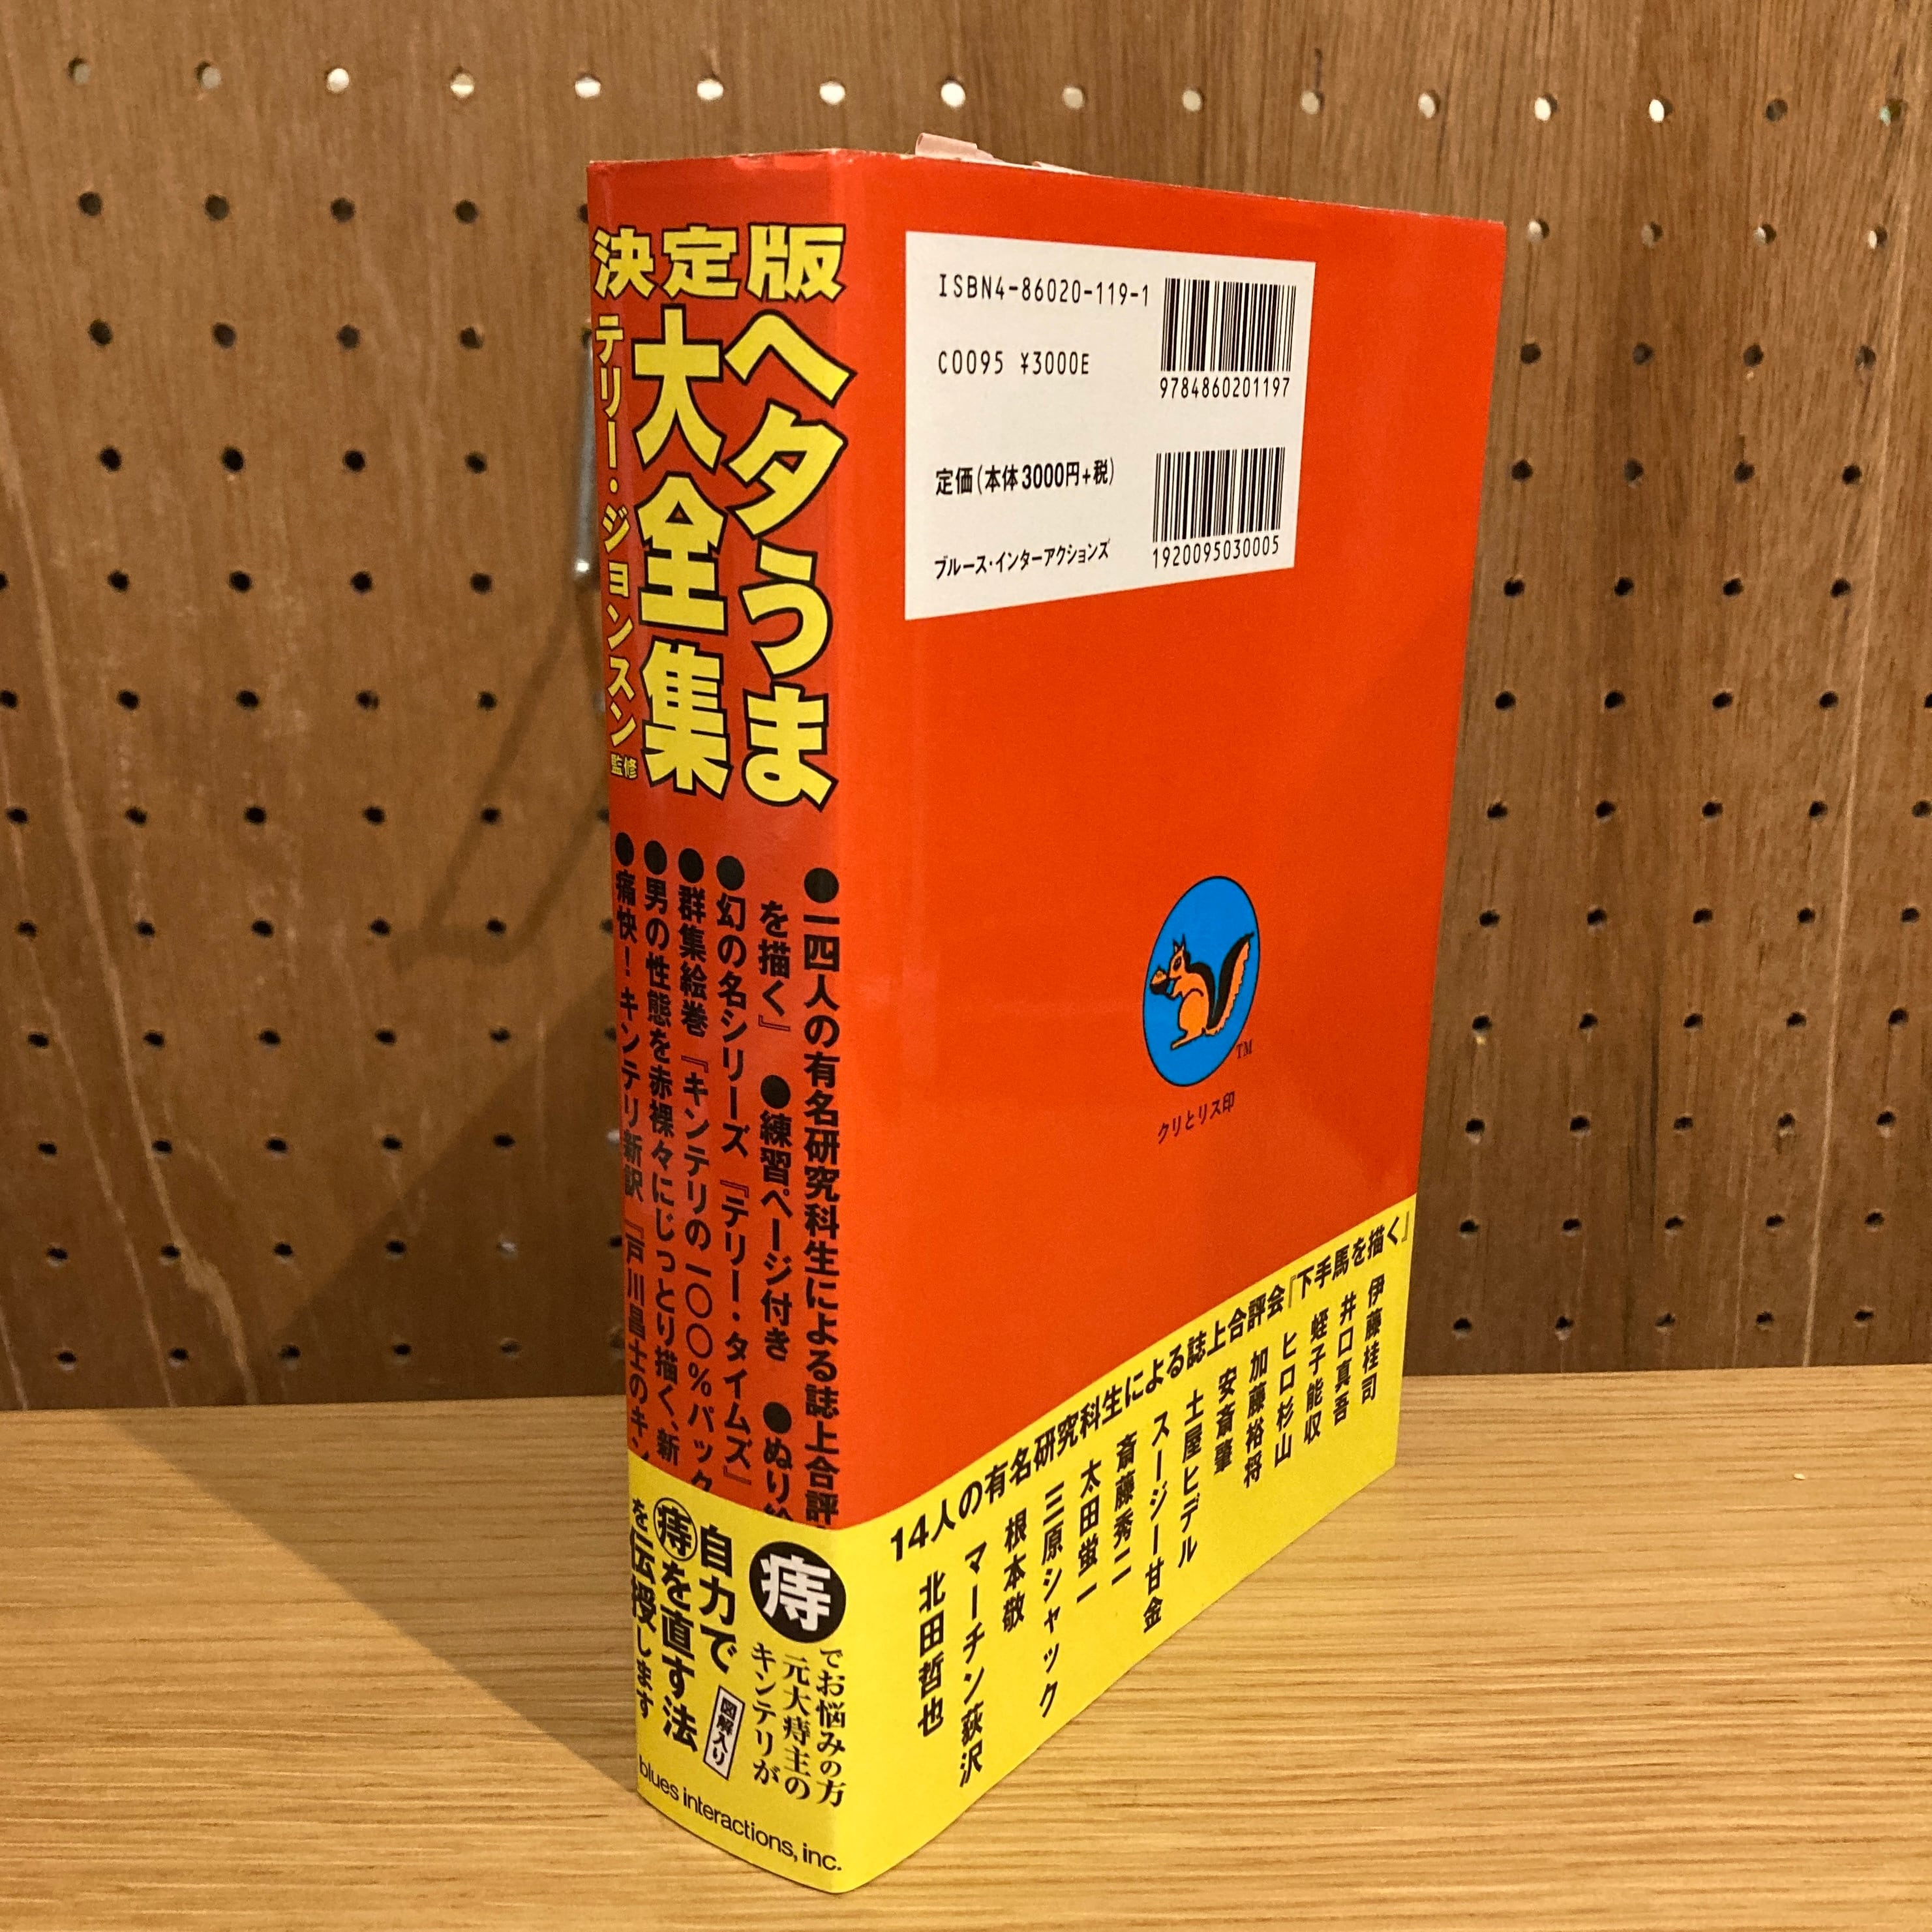 決定版
ヘタうま
大全集
テリー・ジョンスン
監修
●一四人の有名研究科生による誌上合評
を描く』 ●練習ページ付き ●ぬり
●幻の名シリーズ『テリー・タイムズ』
●群集絵巻『キンテリの一〇〇%パック
●男の性態を赤裸々にじっとり描く、新
●痛快!キンテリ新訳『戸川昌士のキン
痔
でお悩みの方
元大痔主の
キンテリが
図解入り
自力で
痔を直す法
を伝授します
blues interactions, inc.
ISBN4-86020-119-1
C0095 ¥3000E
9784860201197
定価(本体3000円+税)
ブルース・インターアクションズ
1920095030005
TM
クリとリス印
14人の有名研究科生による誌上合評会『下手馬を描く』
伊藤桂司
井口真吾
蛭子能収
ヒロ杉山
加藤裕将
安斎肇
土屋ヒデル
スージー甘金
斎藤秀二
太田蛍一
三原シャック
根本敬
マーチン荻沢
北田哲也